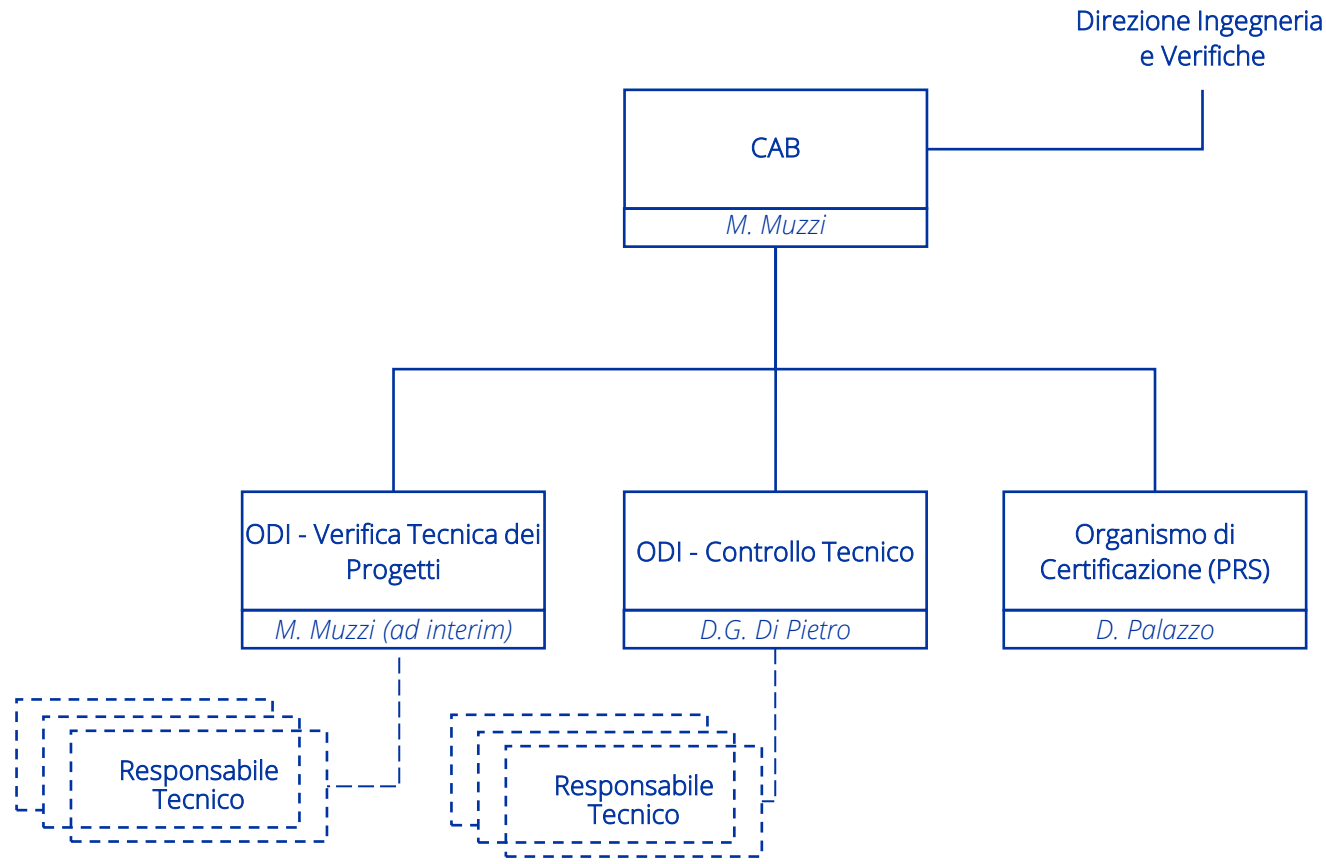 Direzione Ingegneria
e Verifiche
CAB
M. Muzzi
ODI - Verifica Tecnica dei
Progetti
M. Muzzi (ad interim)
ODI - Controllo Tecnico
D.G. Di Pietro
Organismo di
Certificazione (PRS)
D. Palazzo
Responsabile
Tecnico
Responsabile
Tecnico